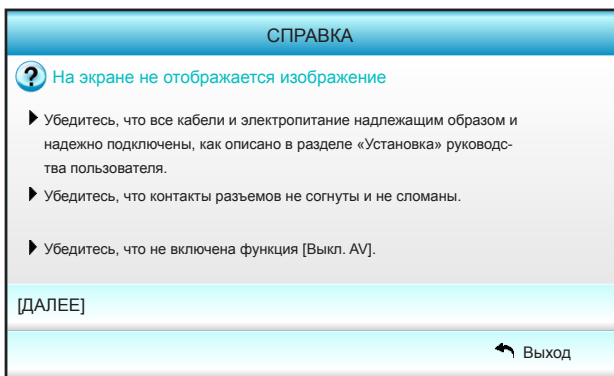 СПРАВКА
? На экране не отображается изображение
Убедитесь, что все кабели и электропитание надлежащим образом и
надежно подключены, как описано в разделе «Установка» руководс-
тва пользователя.
Убедитесь, что контакты разъемов не согнуты и не сломаны.
Убедитесь, что не включена функция [Выкл. AV].
[ДАЛЕЕ]
Выход